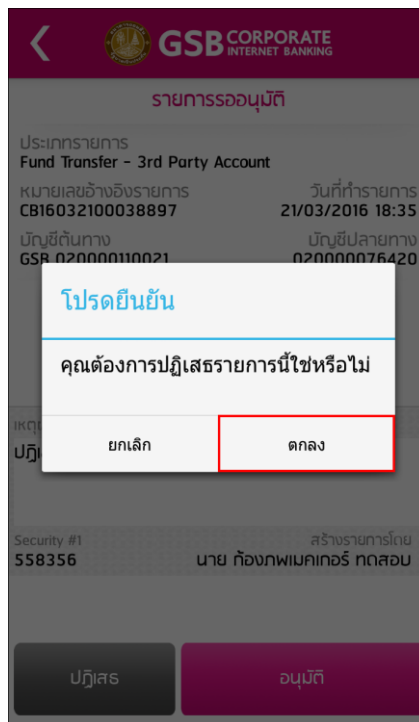 GSB CORPORATE
INTERNET BANKING
รายการรออนุมัติ
ประเภทรายการ
Fund Transfer - 3rd Party Account
หมายเลขอ้างอิงรายการ วันที่ทำรายการ
CB16032100038897 21/03/2016 18:35
บัญชีต้นทาง บัญชีปลายทาง
GSB 020000110021 020000076420
โปรดยืนยัน
คุณต้องการปฏิเสธรายการนี้ใช่หรือไม่
ยกเลิก ตกลง
Security #1 สร้างรายการโดย
558356 นาย ก้องภพเมคเกอร์ ทดสอบ
ปฏิเสธ อนุมัติ